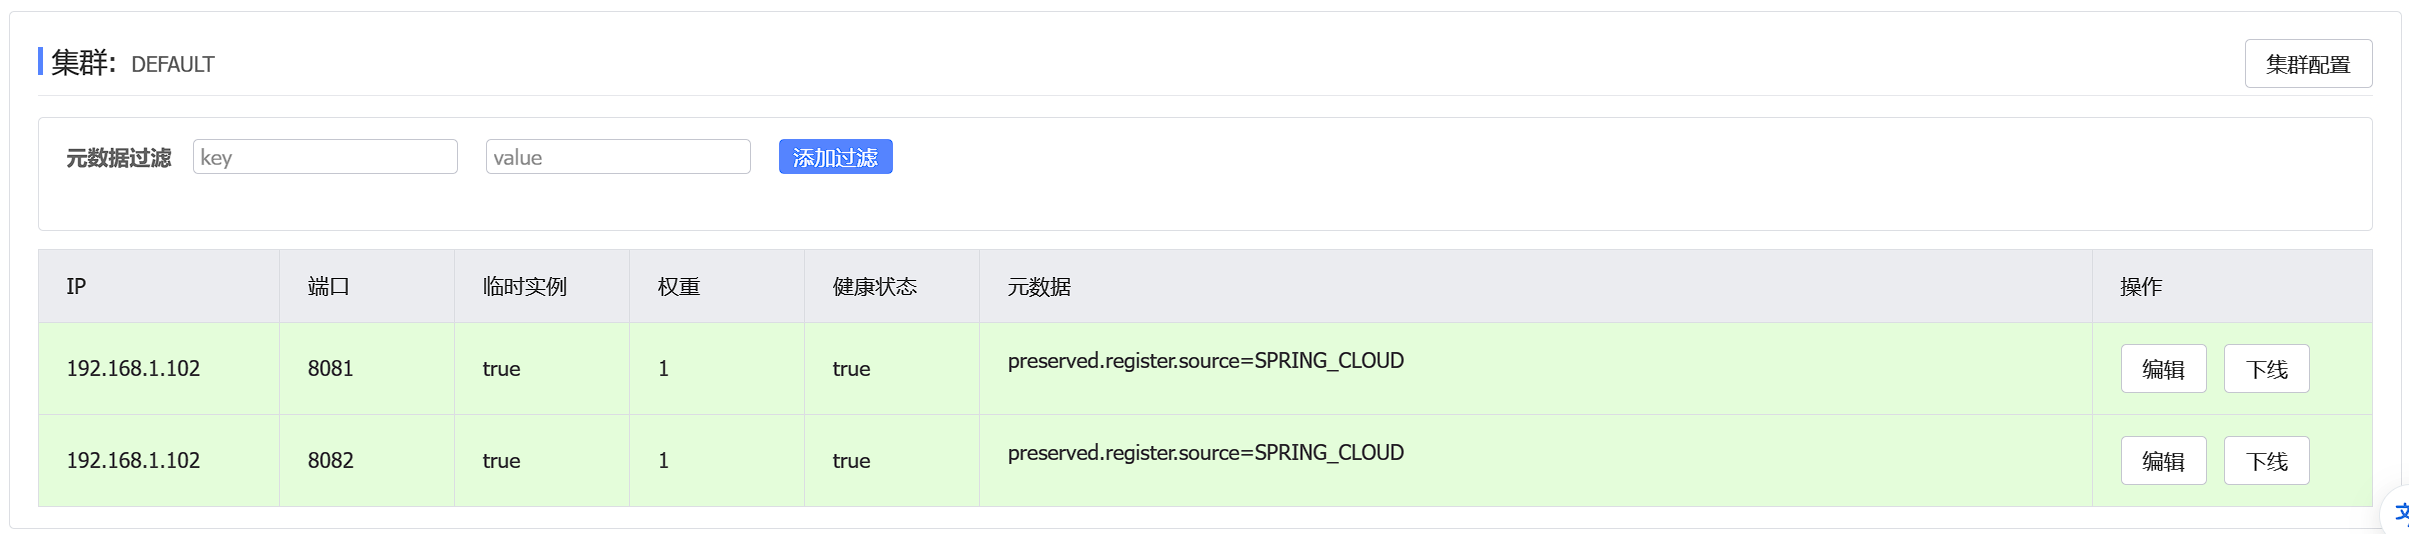 集群: DEFAULT
集群配置
元数据过滤 key value 添加过滤
IP 端口 临时实例 权重 健康状态 元数据 操作
192.168.1.102 8081 true 1 true preserved.register.source=SPRING_CLOUD 编辑 下线
192.168.1.102 8082 true 1 true preserved.register.source=SPRING_CLOUD 编辑 下线